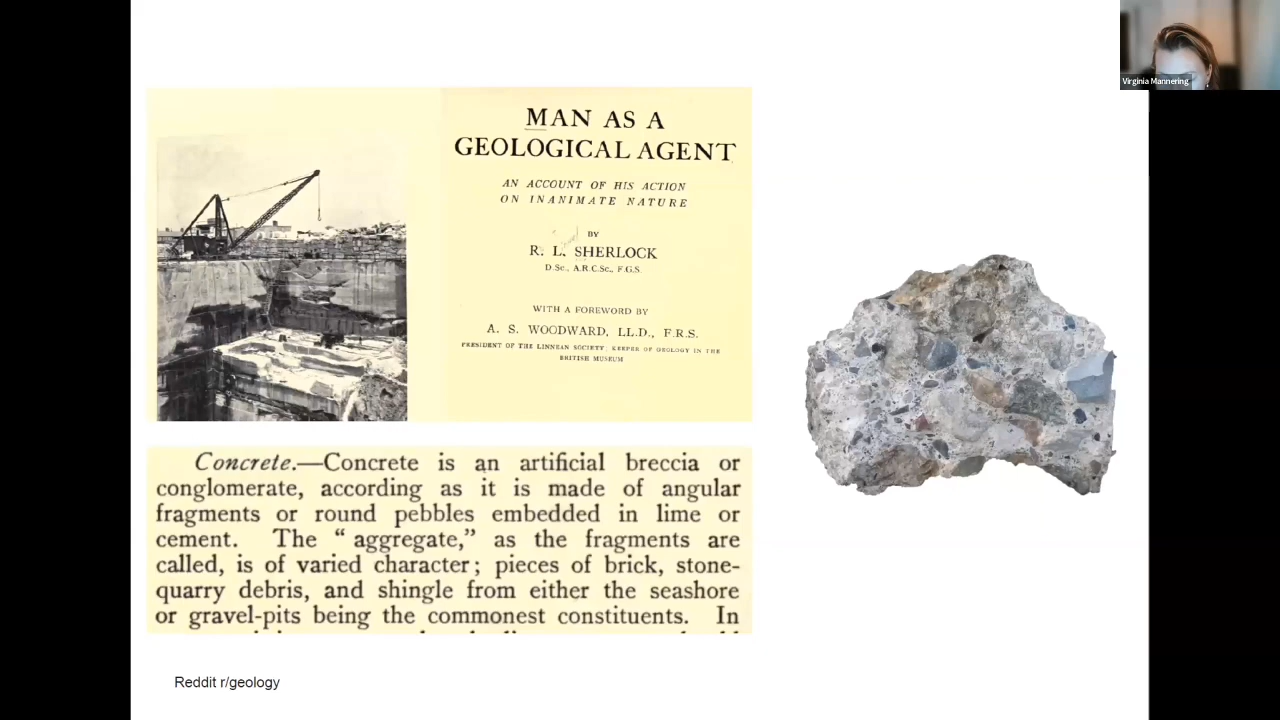 Virginia Mannering
MAN AS A
GEOLOGICAL AGENT
AN ACCOUNT OF HIS ACTION
ON INANIMATE NATURE
BY
R. L. SHERLOCK
D.Sc., A.R.C.Sc., F.G.S.
WITH A FOREWORD BY
A. S. WOODWARD, LL.D., F.R.S.
PRESIDENT OF THE LINNEAN SOCIETY; KEEPER OF GEOLOGY IN THE
BRITISH MUSEUM
Concrete.—Concrete is an artificial breccia or
conglomerate, according as it is made of angular
fragments or round pebbles embedded in lime or
cement. The “aggregate,” as the fragments are
called, is of varied character; pieces of brick, stone-
quarry debris, and shingle from either the seashore
or gravel-pits being the commonest constituents. In
Reddit r/geology